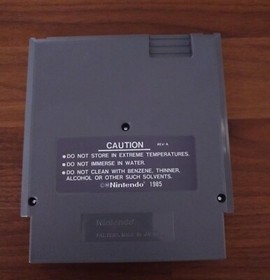 CAUTION REV-A
●DO NOT STORE IN EXTREME TEMPERATURES.
●DO NOT IMMERSE IN WATER.
●DO NOT CLEAN WITH BENZENE, THINNER,
ALCOHOL OR OTHER SUCH SOLVENTS.
©®Nintendo® 1985
Nintendo